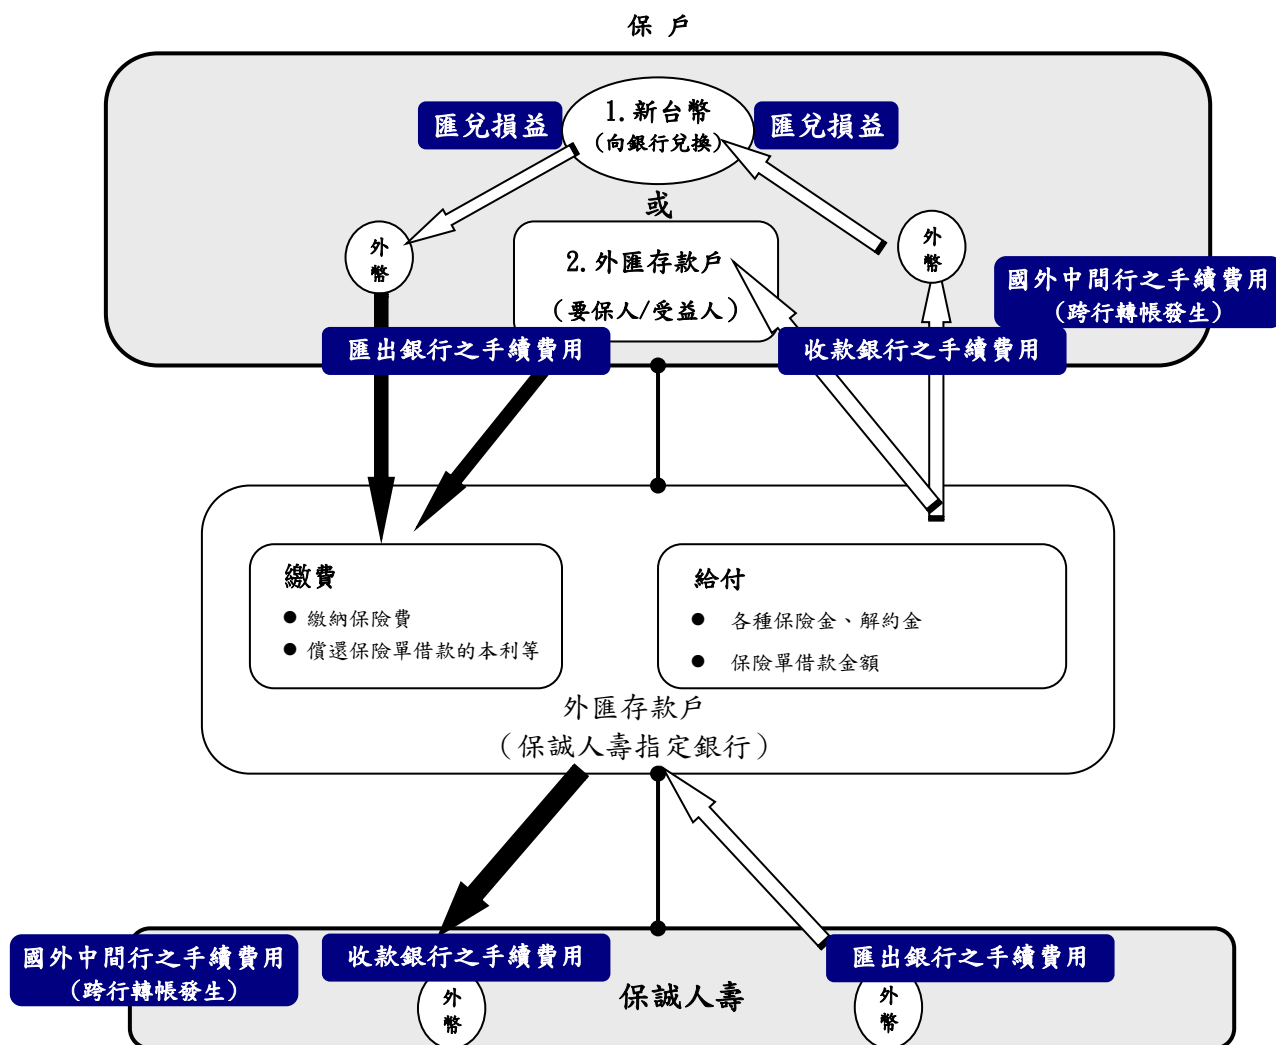 保 戶
匯兌損益
1.新台幣
(向銀行兌換)
匯兌損益
或
外
幣
2.外匯存款戶
（要保人/受益人）
外
幣
國外中間行之手續費用
(跨行轉帳發生)
匯出銀行之手續費用
收款銀行之手續費用
繳費
● 繳納保險費
● 償還保險單借款的本利等
給付
● 各種保險金、解約金
● 保險單借款金額
外匯存款戶
（保誠人壽指定銀行）
國外中間行之手續費用
(跨行轉帳發生)
收款銀行之手續費用
外
幣
保誠人壽
匯出銀行之手續費用
外
幣